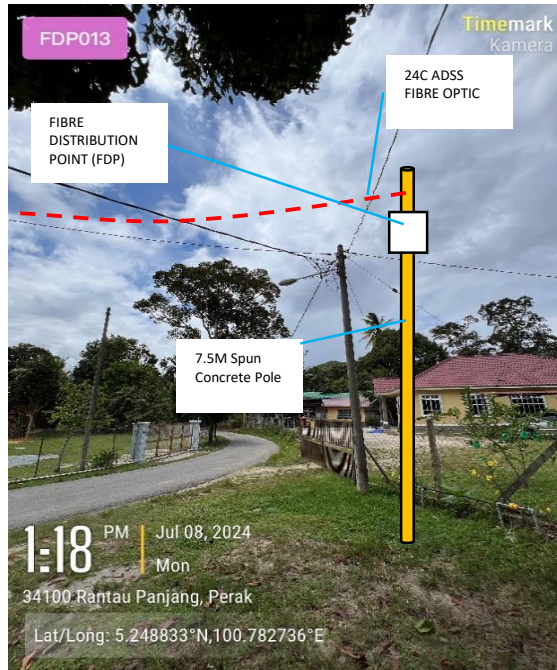 FDP013
Timemark
Kamera
24C ADSS
FIBRE OPTIC
FIBRE
DISTRIBUTION
POINT (FDP)
7.5M Spun
Concrete Pole
1:18 PM
Jul 08, 2024
Mon
34100 Rantau Panjang, Perak
Lat/Long: 5.248833°N,100.782736°E